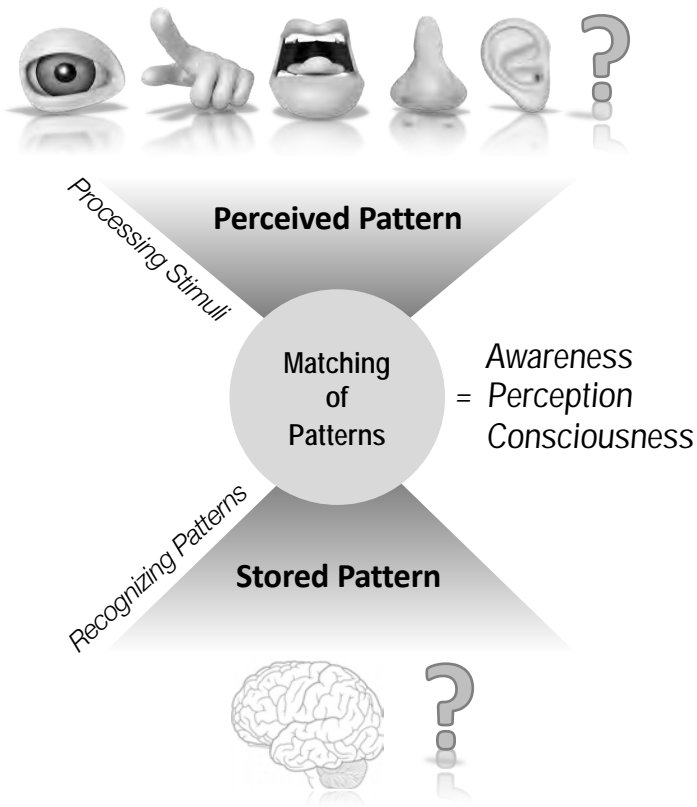 ?
Processing Stimuli
Perceived Pattern
Matching
of
Patterns
Awareness
= Perception
Consciousness
Recognizing Patterns
Stored Pattern
?